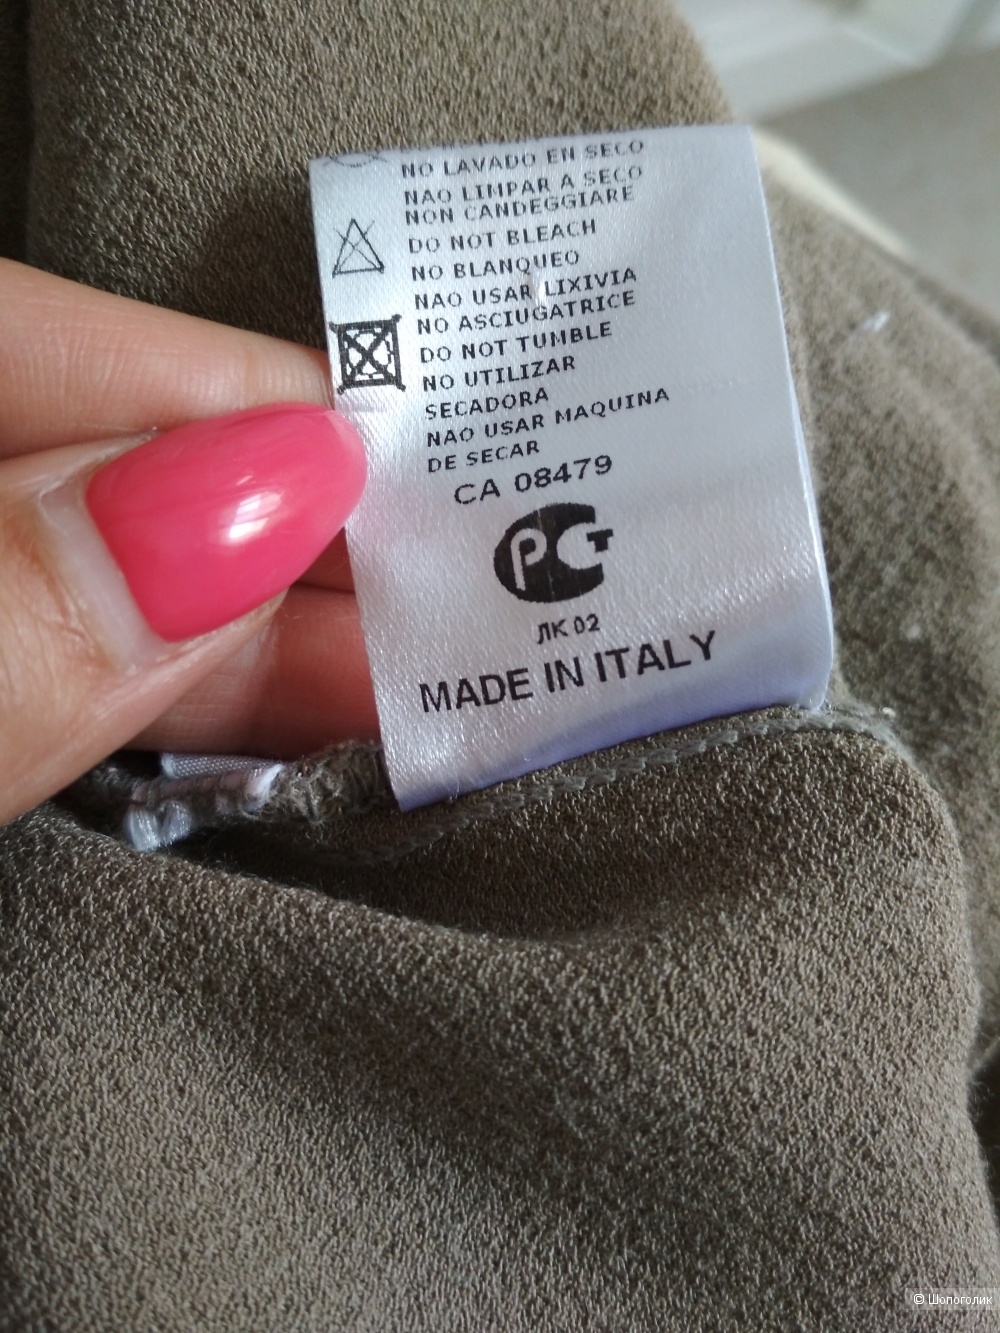 NO LAVADO EN SECO
NAO LIMPAR A SECO
NON CANDEGGIARE
DO NOT BLEACH
NO BLANQUEO
NAO USAR LIXIVIA
NO ASCIUGATRICE
DO NOT TUMBLE
NO UTILIZAR
SECADORA
NAO USAR MAQUINA
DE SECAR
CA 08479
РСТ
ЛК 02
MADE IN ITALY
© Шопоголик